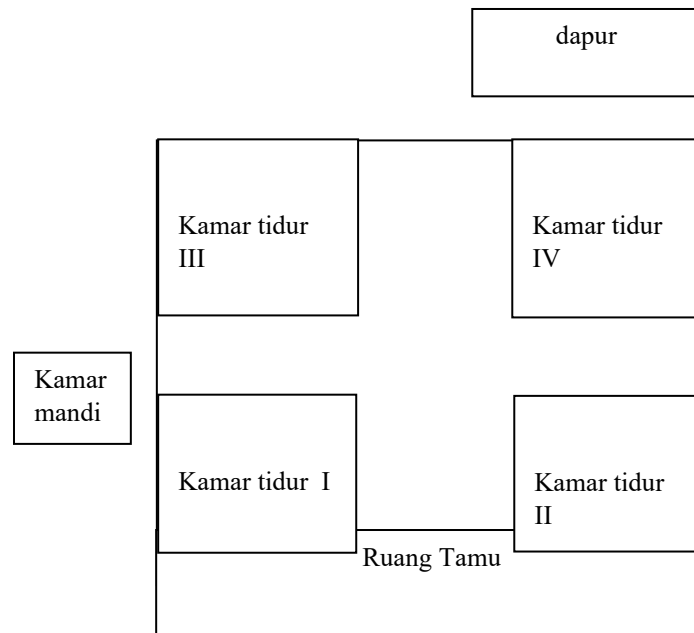 dapur
Kamar tidur
III
Kamar tidur
IV
Kamar
mandi
Kamar tidur I
Kamar tidur
II
Ruang Tamu